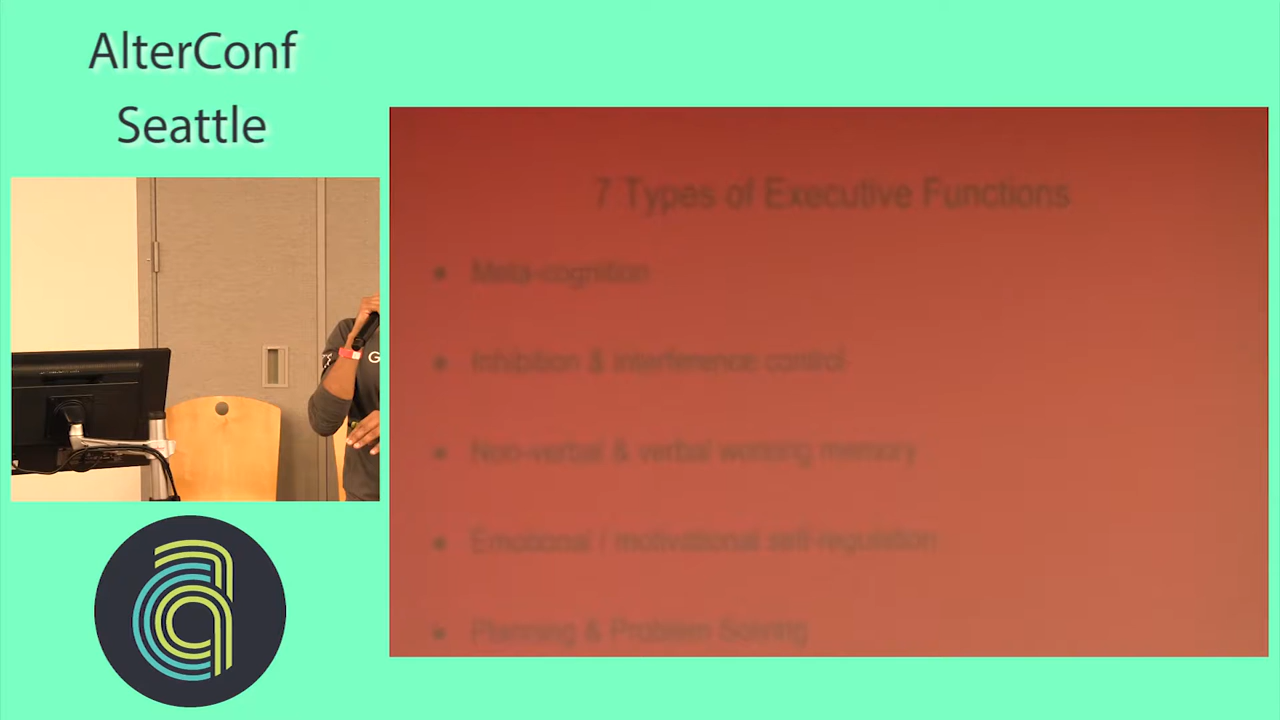 AlterConf
Seattle
7 Types of Executive Functions
● Meta-cognition
● Inhibition & interference control
● Non-verbal & verbal working memory
● Emotional / motivational self-regulation
● Planning & Problem Solving
G